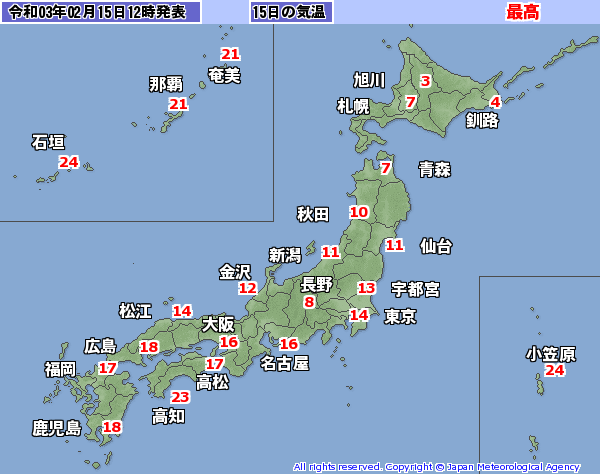 令和03年02月15日12時発表
15日の気温
最高
21
奄美
那覇
21
石垣
24
旭川
3
札幌
7
4
釧路
7
青森
秋田
10
11
仙台
新潟
11
金沢
12
長野
8
13
宇都宮
14
東京
松江
14
大阪
16
16
名古屋
広島
18
福岡
17
17
高松
23
高知
鹿児島
18
小笠原
24
All rights reserved. Copyright © Japan Meteorological Agency